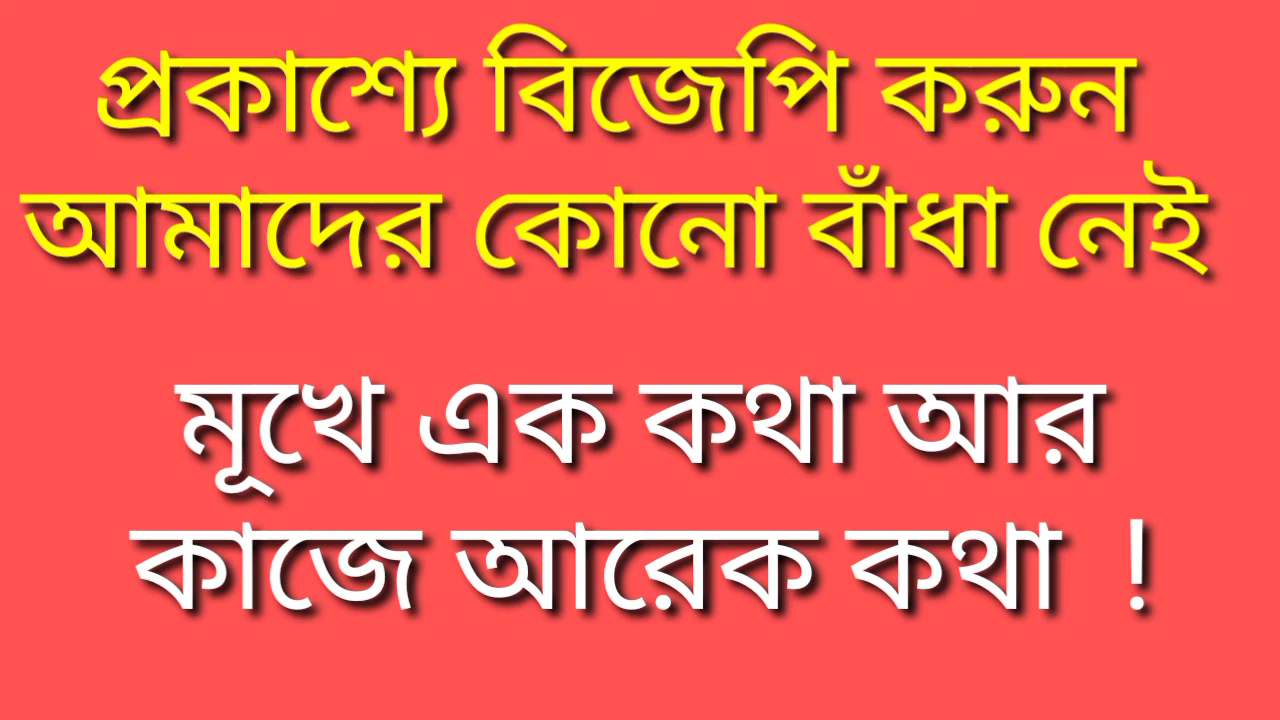 প্রকাশ্যে বিজেপি করুন
আমাদের কোনো বাঁধা নেই
মূখে এক কথা আর
কাজে আরেক কথা !